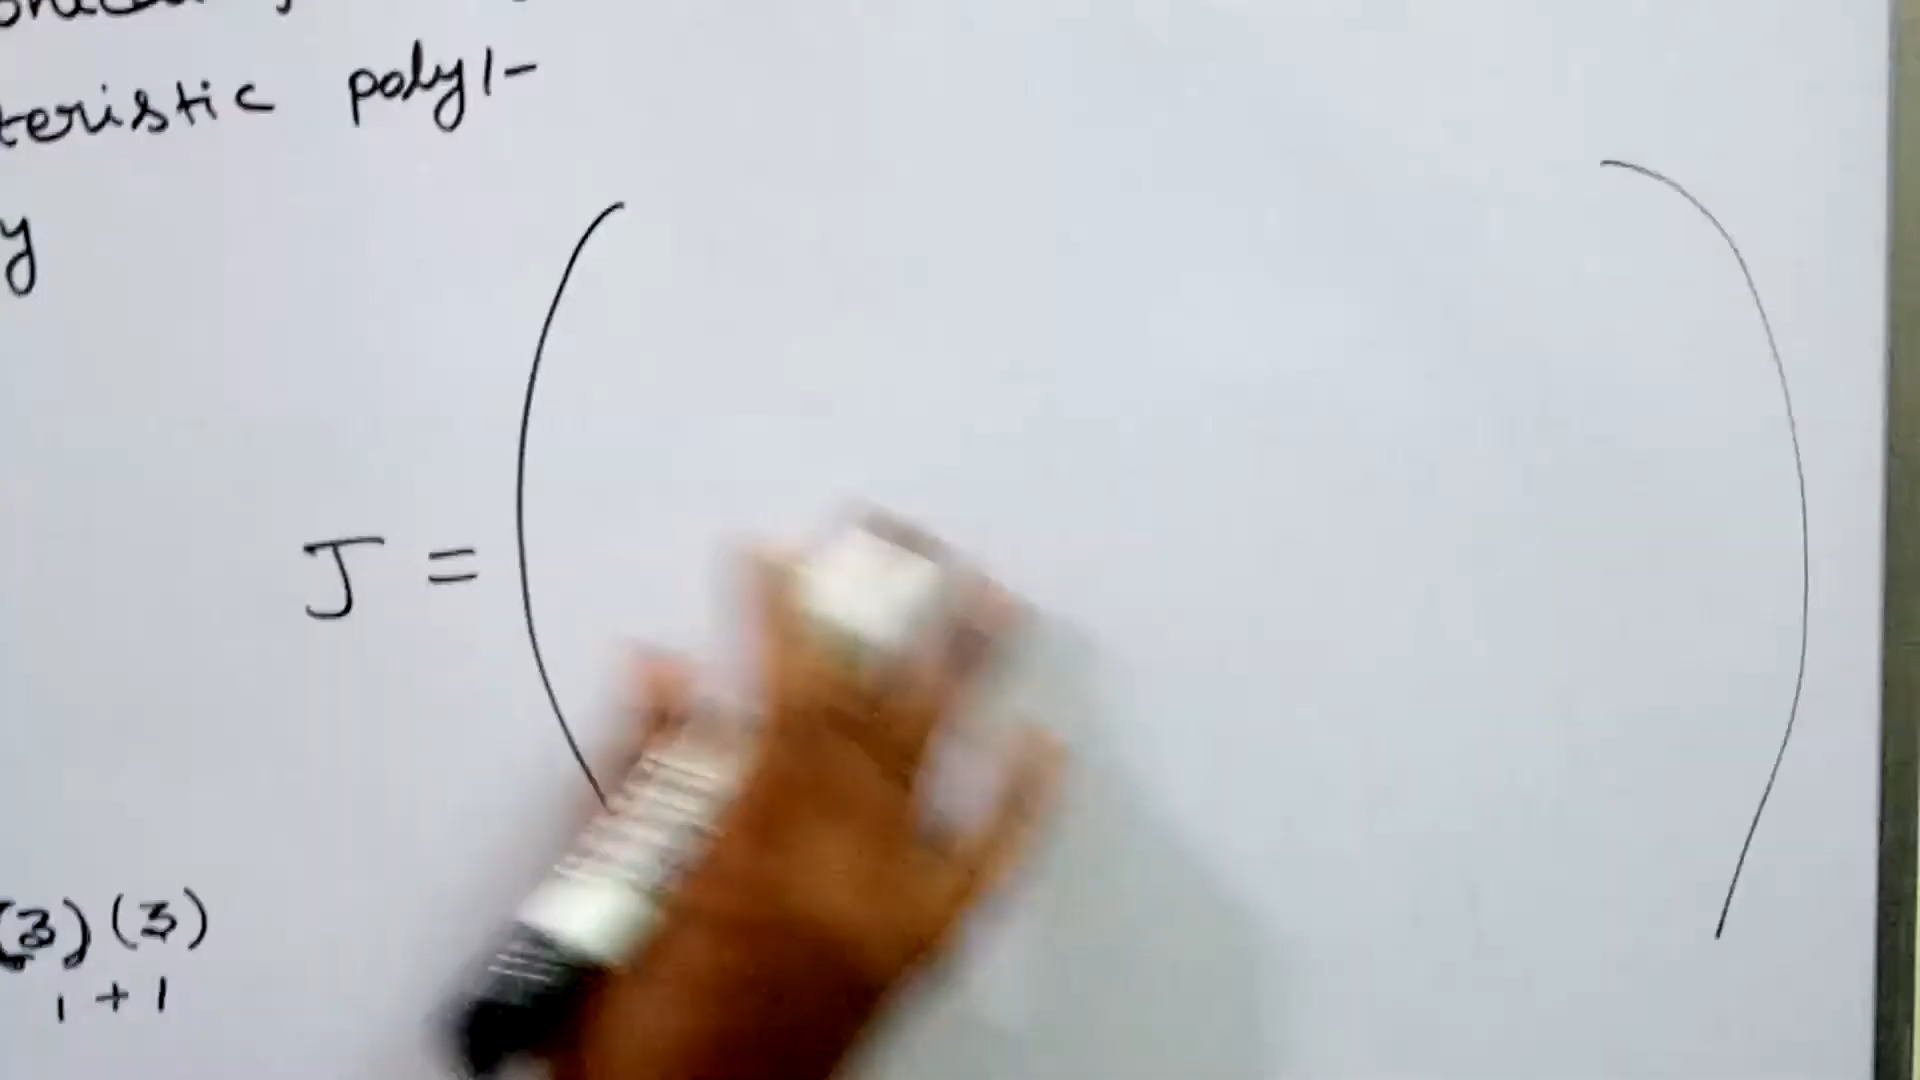 teristic poly/-
y
J =
(3) (3)
1 + 1